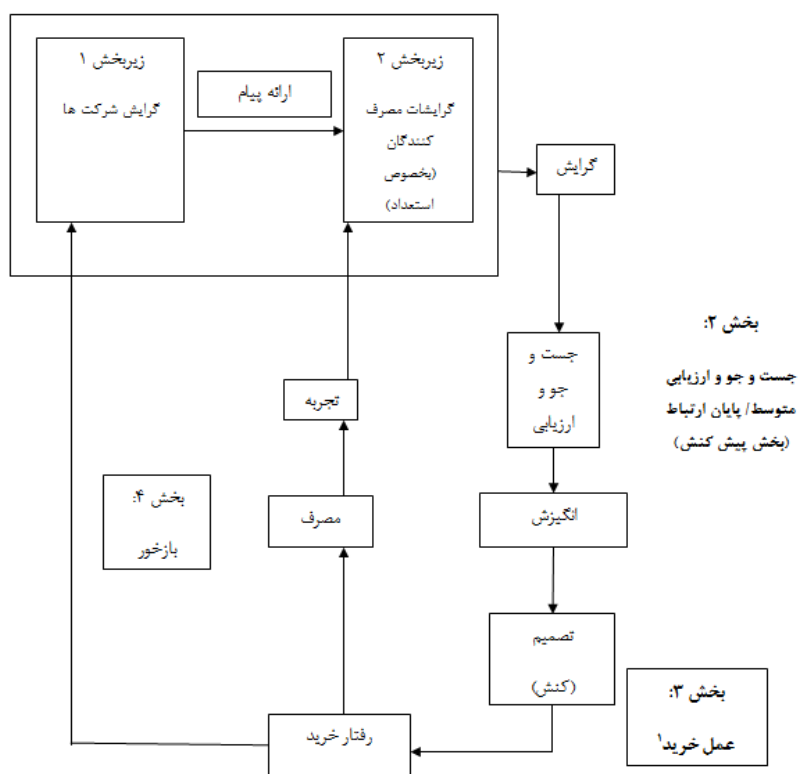 زیربخش ۱
گرایش شرکت ها
ارائه پیام
زیربخش ۲
گرایشات مصرف
کنندگان
(بخصوص
استعداد)
گرایش
جست و
جو و
ارزیابی
بخش ۲:
جست و جو و ارزیابی
متوسط/ پایان ارتباط
(بخش پیش کنش)
تجربه
مصرف
بخش ۴:
بازخور
انگیزش
تصمیم
(کنش)
بخش ۳:
عمل خرید۱
رفتار خرید